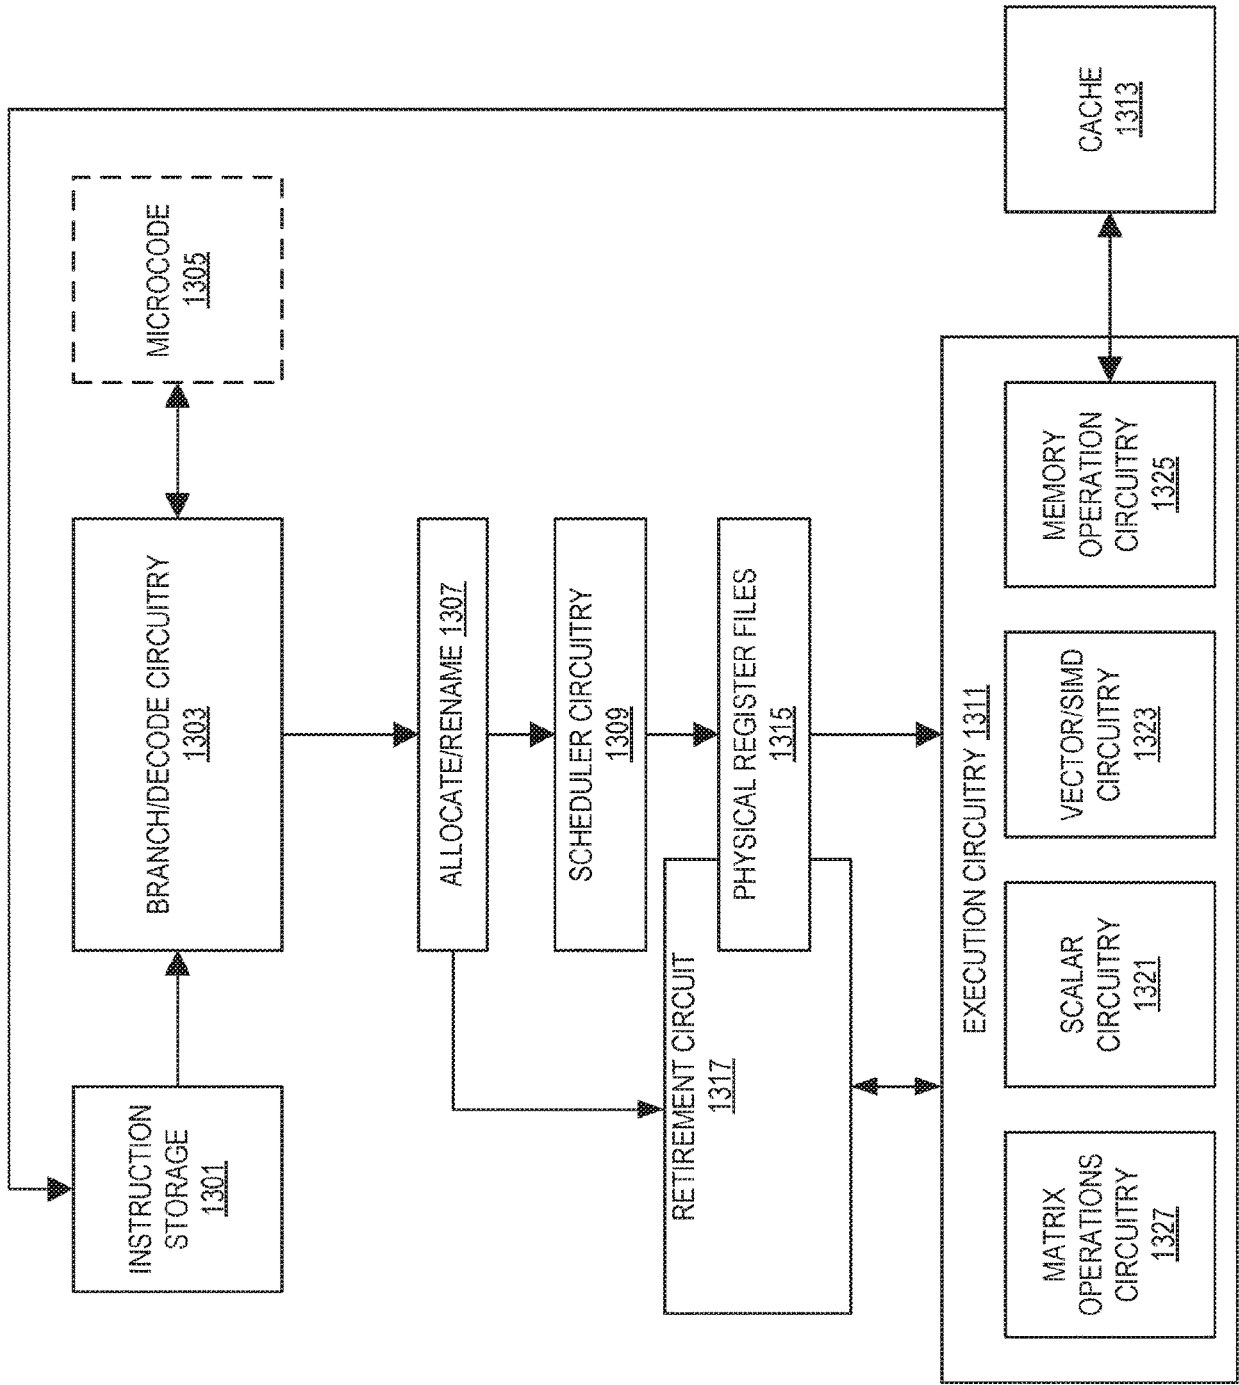 INSTRUCTION
STORAGE
1301
BRANCH/DECODE CIRCUITRY
1303
MICROCODE
1305
ALLOCATE/RENAME 1307
SCHEDULER CIRCUITRY
1309
RETIREMENT CIRCUIT
1317
PHYSICAL REGISTER FILES
1315
EXECUTION CIRCUITRY 1311
MATRIX
OPERATIONS
CIRCUITRY
1327
SCALAR
CIRCUITRY
1321
VECTOR/SIMD
CIRCUITRY
1323
MEMORY
OPERATION
CIRCUITRY
1325
CACHE
1313